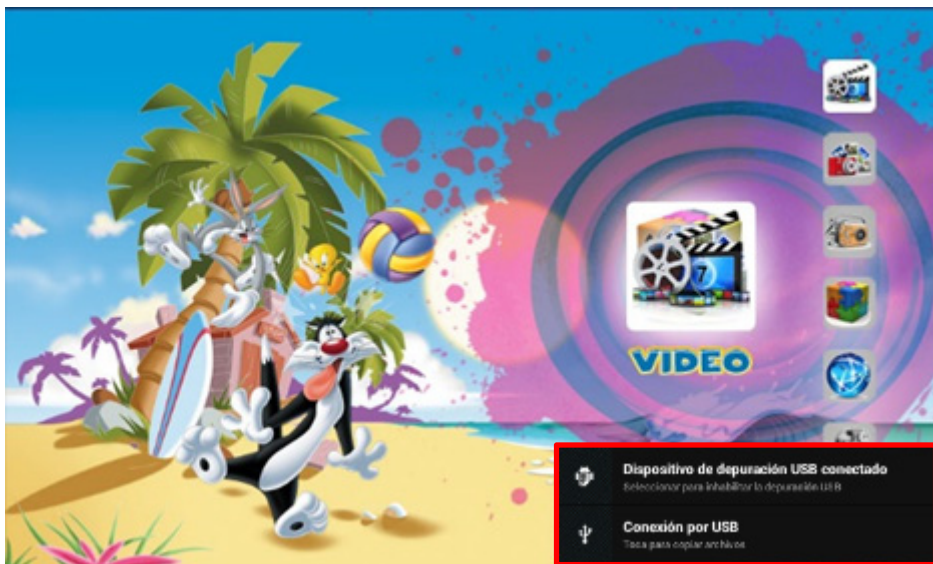 VIDEO
Dispositivo de depuración USB conectado
Seleccionar para inhabilitar la depuración USB
Conexión por USB
Toca para copiar archivos